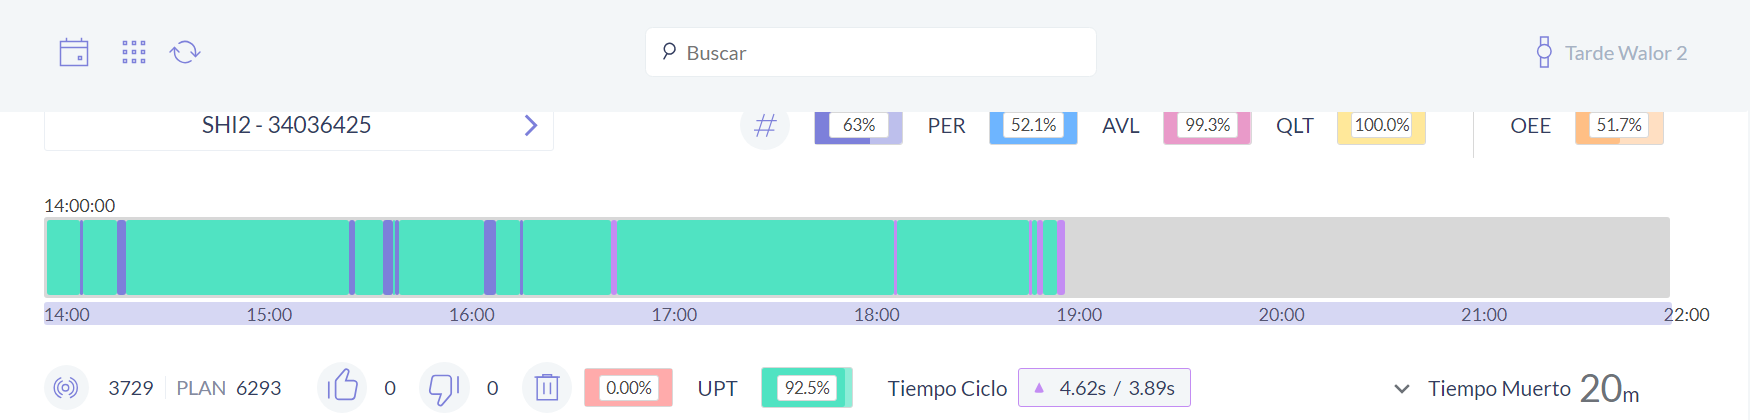 Buscar
Tarde Walor 2
SHI2 - 34036425
# 63% PER 52.1% AVL 99.3% QLT 100.0% OEE 51.7%
14:00:00
14:00 15:00 16:00 17:00 18:00 19:00 20:00 21:00 22:00
3729 PLAN 6293 0 0 0.00% UPT 92.5% Tiempo Ciclo 4.62s / 3.89s Tiempo Muerto 20m